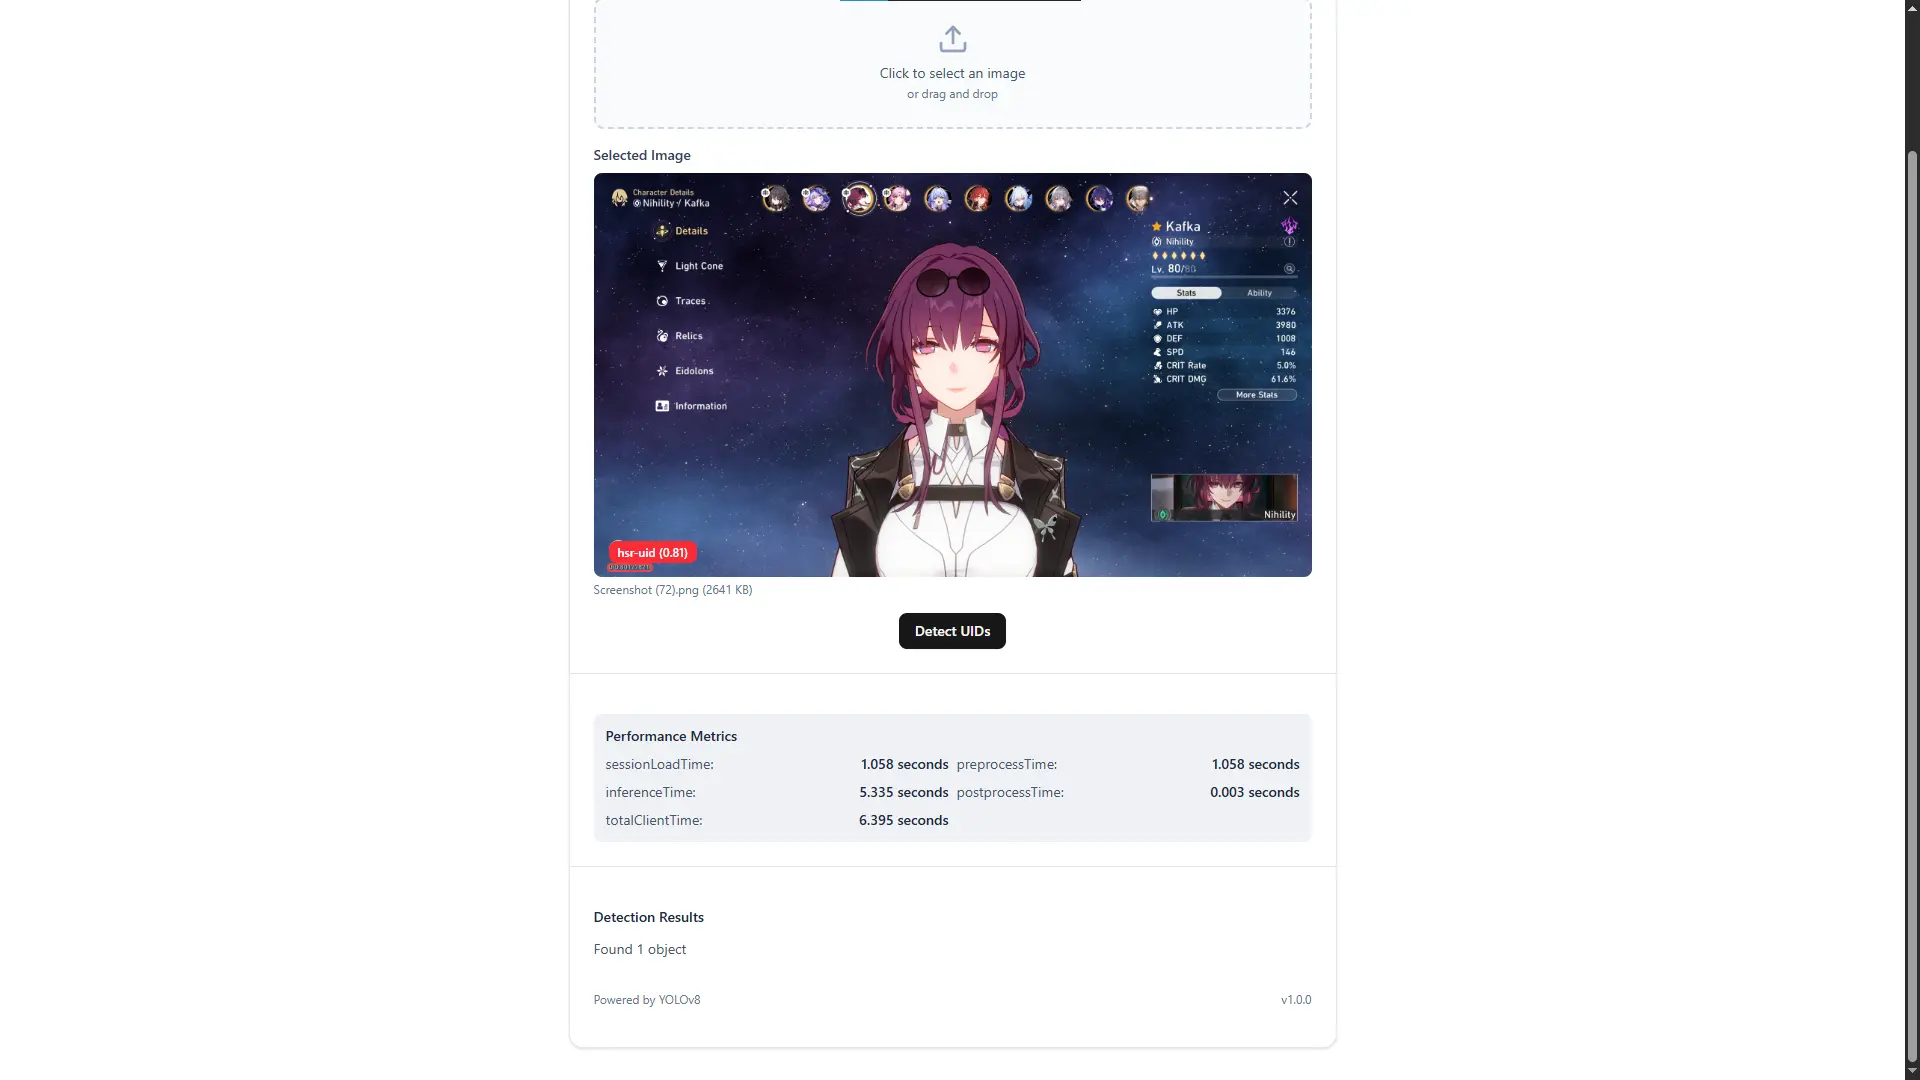 Click to select an image
or drag and drop
Selected Image
Character Details
Nihility / Kafka
Details
Light Cone
Traces
Relics
Eidolons
Information
Kafka
Nihility
Lv. 80/80
Stats Ability
HP 3376
ATK 3980
DEF 1008
SPD 146
CRIT Rate 5.0%
CRIT DMG 61.6%
More Stats
Nihility
hsr-uid (0.81)
Screenshot (72).png (2641 KB)
Detect UIDs
Performance Metrics
sessionLoadTime: 1.058 seconds preprocessTime: 1.058 seconds
inferenceTime: 5.335 seconds postprocessTime: 0.003 seconds
totalClientTime: 6.395 seconds
Detection Results
Found 1 object
Powered by YOLOv8 v1.0.0